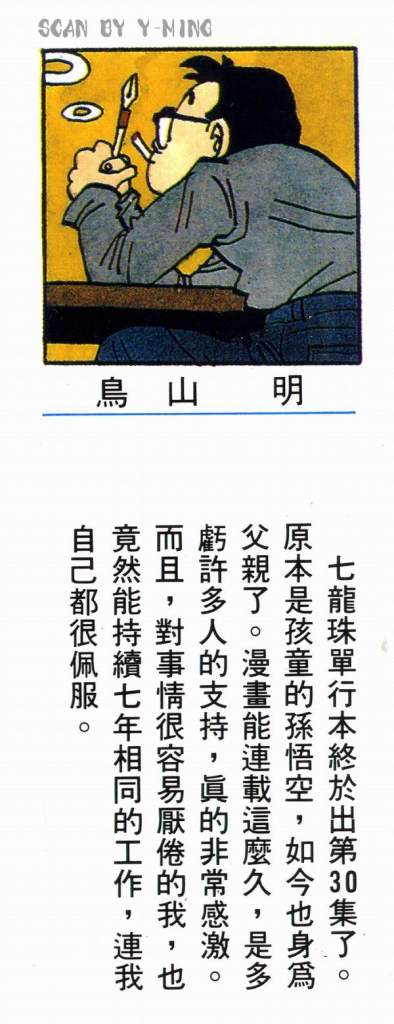 SCAN BY Y-MING
鳥山 明
七龍珠單行本終於出第30集了。
原本是孩童的孫悟空，如今也身爲
父親了。漫畫能連載這麼久，是多
虧許多人的支持，眞的非常感激。
而且，對事情很容易厭倦的我，也
竟然能持續七年相同的工作，連我
自己都很佩服。